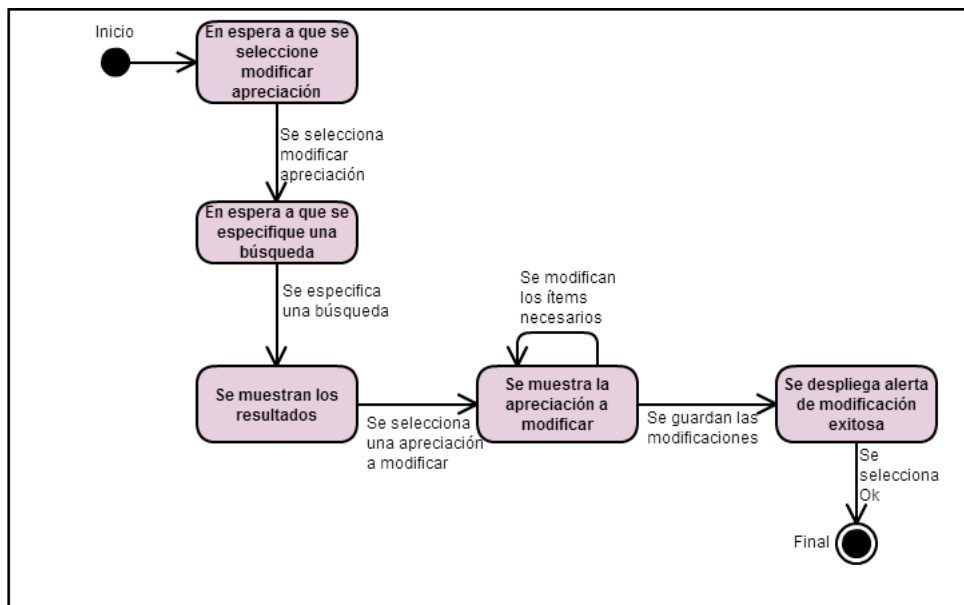 Inicio
En espera a que se
seleccione
modificar
apreciación
Se selecciona
modificar
apreciación
En espera a que se
especifique una
búsqueda
Se especifica
una búsqueda
Se muestran los
resultados
Se selecciona
una apreciación
a modificar
Se modifican
los ítems
necesarios
Se muestra la
apreciación a
modificar
Se guardan las
modificaciones
Se despliega alerta
de modificación
exitosa
Se
selecciona
Ok
Final